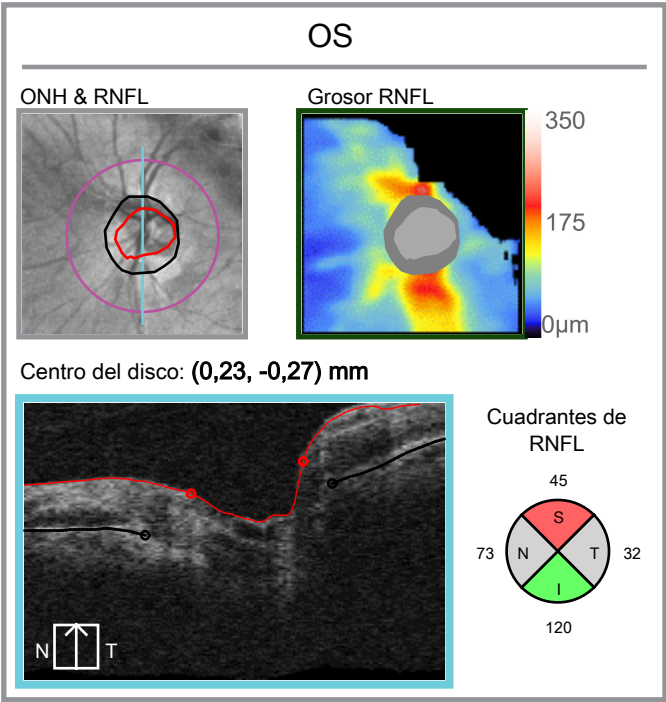 OS
ONH & RNFL
Grosor RNFL
350
175
0µm
Centro del disco: (0,23, -0,27) mm
Cuadrantes de
RNFL
45
S
73 N T 32
I
120
N T